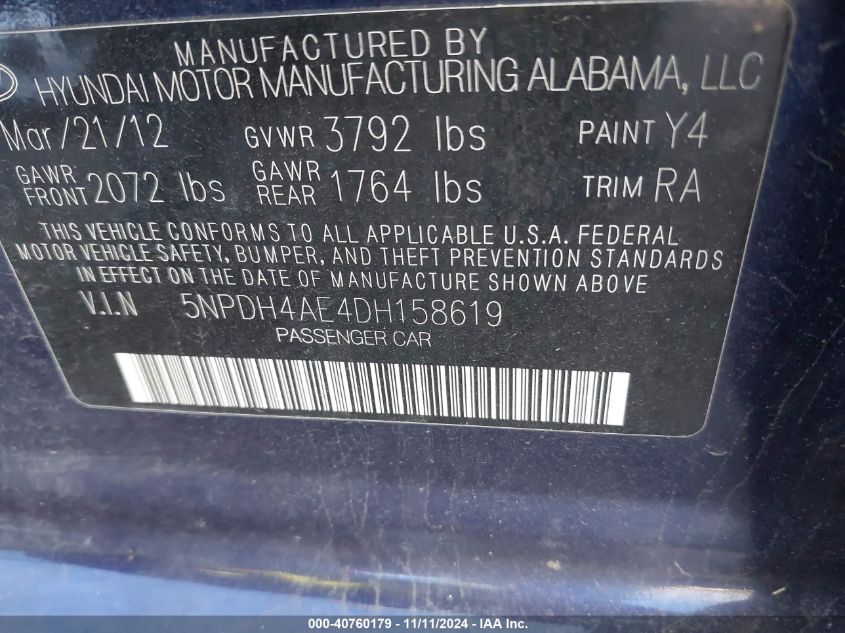 MANUFACTURED BY
HYUNDAI MOTOR MANUFACTURING ALABAMA, LLC
Mar/21/12 GVWR 3792 lbs PAINT Y4
GAWR FRONT 2072 lbs GAWR REAR 1764 lbs TRIM RA
THIS VEHICLE CONFORMS TO ALL APPLICABLE U.S.A. FEDERAL
MOTOR VEHICLE SAFETY, BUMPER, AND THEFT PREVENTION STANDARDS
IN EFFECT ON THE DATE OF MANUFACTURE SHOWN ABOVE.
V.I.N 5NPDH4AE4DH158619
PASSENGER CAR
000-40760179 - 11/11/2024 - IAA Inc.